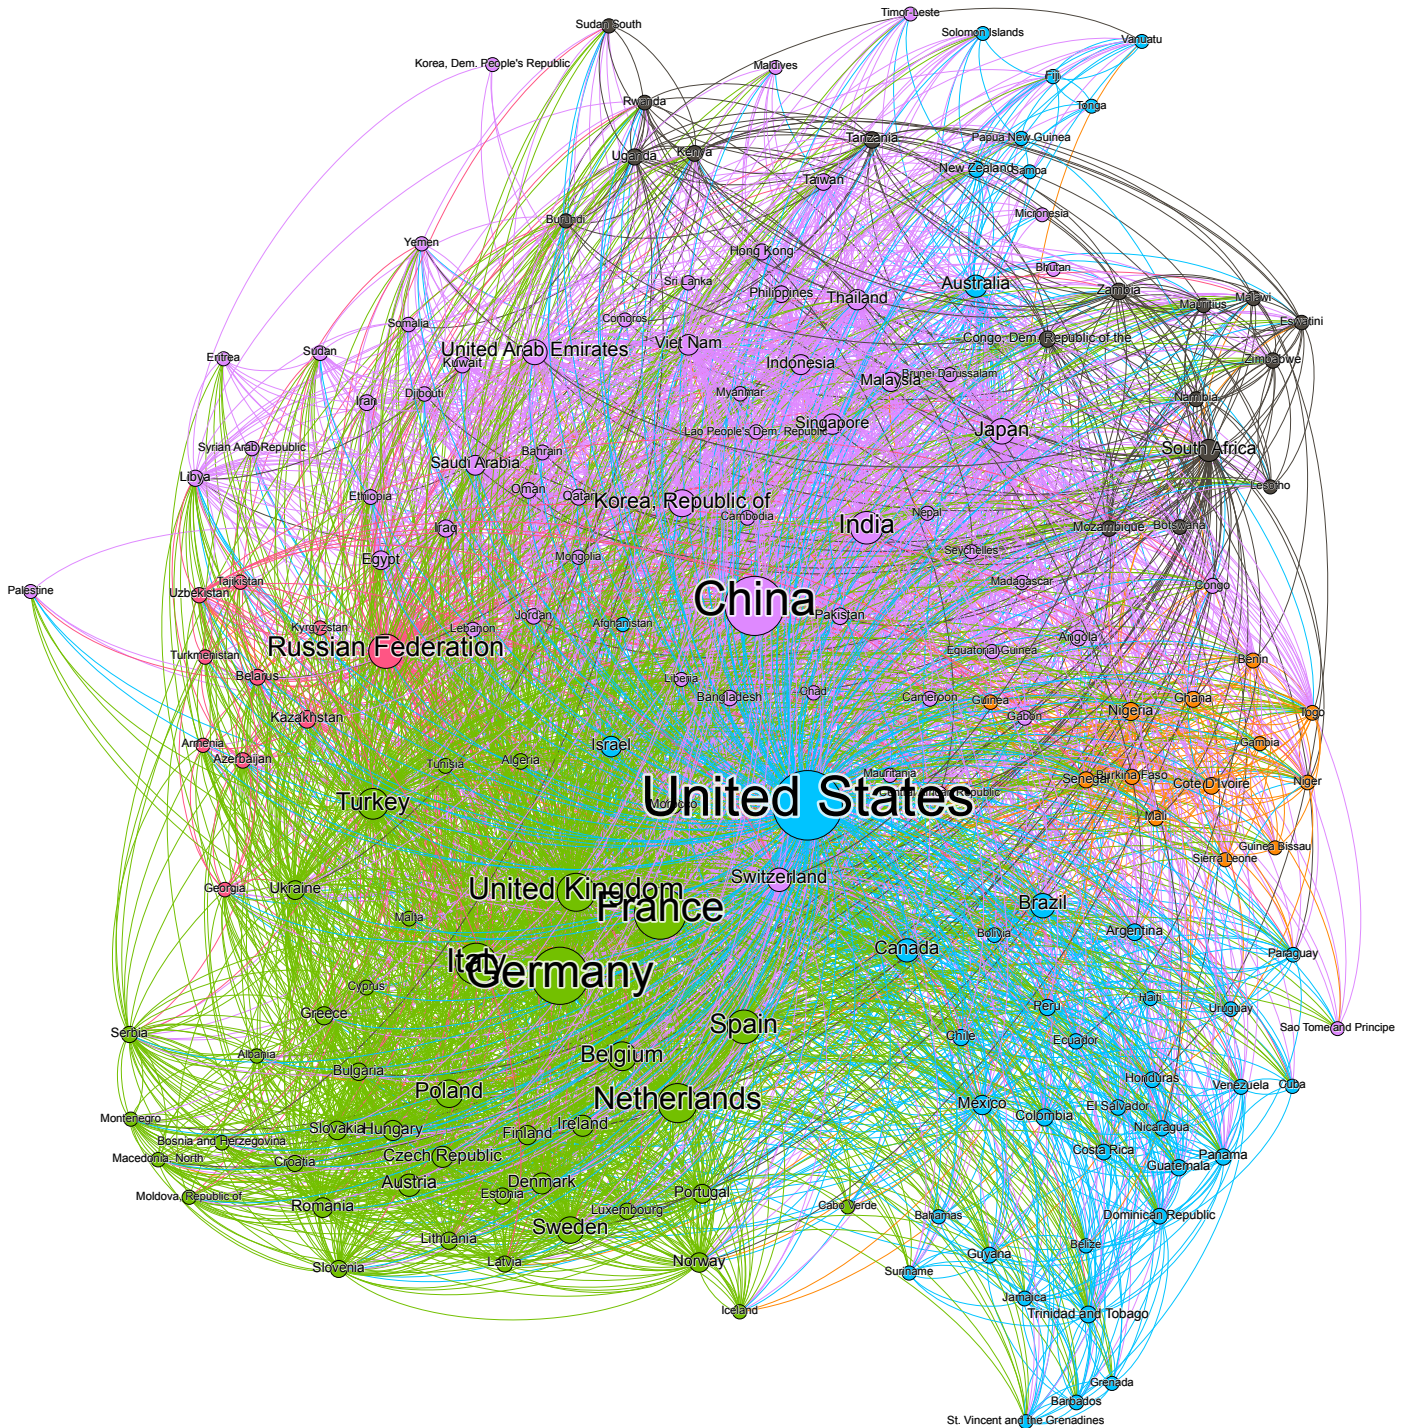 Timor-Leste
Sudan South
Solomon Islands
Vanuatu
Korea, Dem. People's Republic
Maldives
Fiji
Rwanda
Tonga
Tanzania
Papua New Guinea
Uganda
Kenya
New Zealand
Samoa
Taiwan
Micronesia
Burundi
Yemen
Hong Kong
Bhutan
Sri Lanka
Australia
Zambia
Philippines
Thailand
Mauritius
Malawi
Somalia
Comoros
Eswatini
Congo, Dem. Republic of the
Viet Nam
United Arab Emirates
Sudan
Eritrea
Kuwait
Indonesia
Zimbabwe
Brunei Darussalam
Malaysia
Djibouti
Myanmar
Iran
Namibia
Singapore
Lao People's Dem. Republic
Japan
Syrian Arab Republic
South Africa
Bahrain
Saudi Arabia
Libya
Lesotho
Oman
Qatar
Ethiopia
Korea, Republic of
Nepal
Cambodia
India
Iraq
Mozambique
Botswana
Seychelles
Egypt
Mongolia
Tajikistan
Madagascar
Congo
Palestine
Uzbekistan
China
Jordan
Pakistan
Afghanistan
Kyrgyzstan
Lebanon
Angola
Russian Federation
Equatorial Guinea
Turkmenistan
Benin
Belarus
Liberia
Bangladesh
Chad
Cameroon
Guinea
Ghana
Nigeria
Togo
Kazakhstan
Gabon
Armenia
Israel
Gambia
Azerbaijan
Tunisia
Algeria
Mauritania
Senegal
Burkina Faso
Cote D'Ivoire
Niger
Central African Republic
United States
Turkey
Morocco
Mali
Guinea Bissau
Sierra Leone
Switzerland
Georgia
Ukraine
United Kingdom
France
Brazil
Malta
Bolivia
Argentina
Canada
Paraguay
Italy
Germany
Cyprus
Haiti
Peru
Uruguay
Greece
Spain
Sao Tome and Principe
Serbia
Chile
Ecuador
Albania
Belgium
Bulgaria
Honduras
Venezuela
Cuba
Poland
Netherlands
Mexico
El Salvador
Colombia
Montenegro
Ireland
Nicaragua
Slovakia
Hungary
Finland
Bosnia and Herzegovina
Costa Rica
Macedonia, North
Croatia
Czech Republic
Panama
Guatemala
Austria
Denmark
Portugal
Moldova, Republic of
Estonia
Romania
Luxembourg
Cabo Verde
Bahamas
Dominican Republic
Sweden
Lithuania
Belize
Guyana
Norway
Latvia
Slovenia
Suriname
Jamaica
Iceland
Trinidad and Tobago
Grenada
Barbados
St. Vincent and the Grenadines